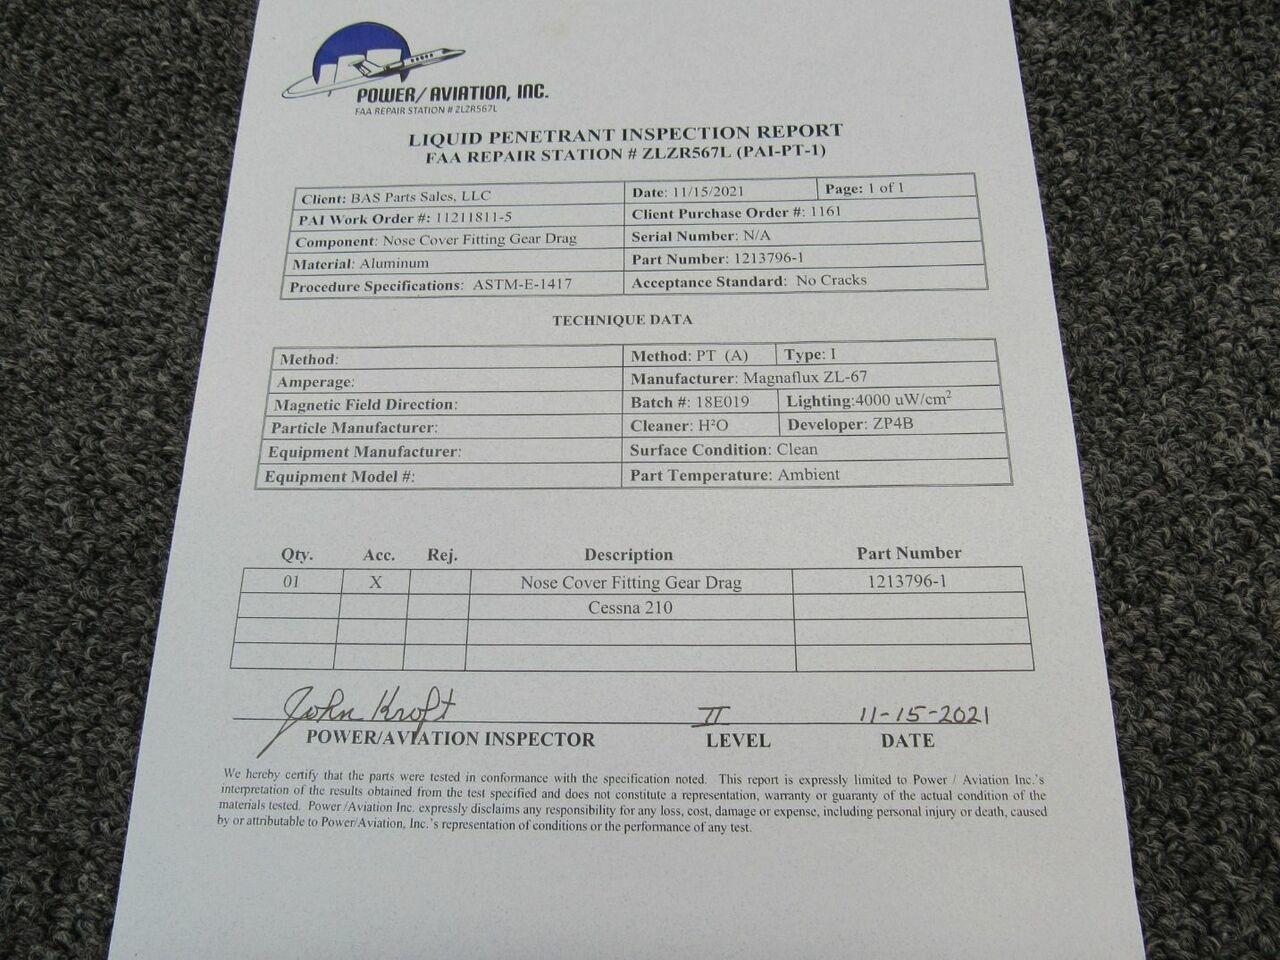 POWER/AVIATION, INC.
FAA REPAIR STATION # ZLZR567L
LIQUID PENETRANT INSPECTION REPORT
FAA REPAIR STATION # ZLZR567L (PAI-PT-1)
Client: BAS Parts Sales, LLC Date: 11/15/2021 Page: 1 of 1
PAI Work Order #: 11211811-5 Client Purchase Order #: 1161
Component: Nose Cover Fitting Gear Drag Serial Number: N/A
Material: Aluminum Part Number: 1213796-1
Procedure Specifications: ASTM-E-1417 Acceptance Standard: No Cracks
TECHNIQUE DATA
Method: Method: PT (A) Type: I
Amperage: Manufacturer: Magnaflux ZL-67
Magnetic Field Direction: Batch #: 18E019 Lighting:4000 uW/cm²
Particle Manufacturer: Cleaner: H²O Developer: ZP4B
Equipment Manufacturer: Surface Condition: Clean
Equipment Model #: Part Temperature: Ambient
Qty. Acc. Rej. Description Part Number
01 X Nose Cover Fitting Gear Drag 1213796-1
Cessna 210
John Kroft II 11-15-2021
POWER/AVIATION INSPECTOR LEVEL DATE
We hereby certify that the parts were tested in conformance with the specification noted. This report is expressly limited to Power / Aviation Inc.'s
interpretation of the results obtained from the test specified and does not constitute a representation, warranty or guaranty of the actual condition of the
materials tested. Power /Aviation Inc. expressly disclaims any responsibility for any loss, cost, damage or expense, including personal injury or death, caused
by or attributable to Power/Aviation, Inc.'s representation of conditions or the performance of any test.